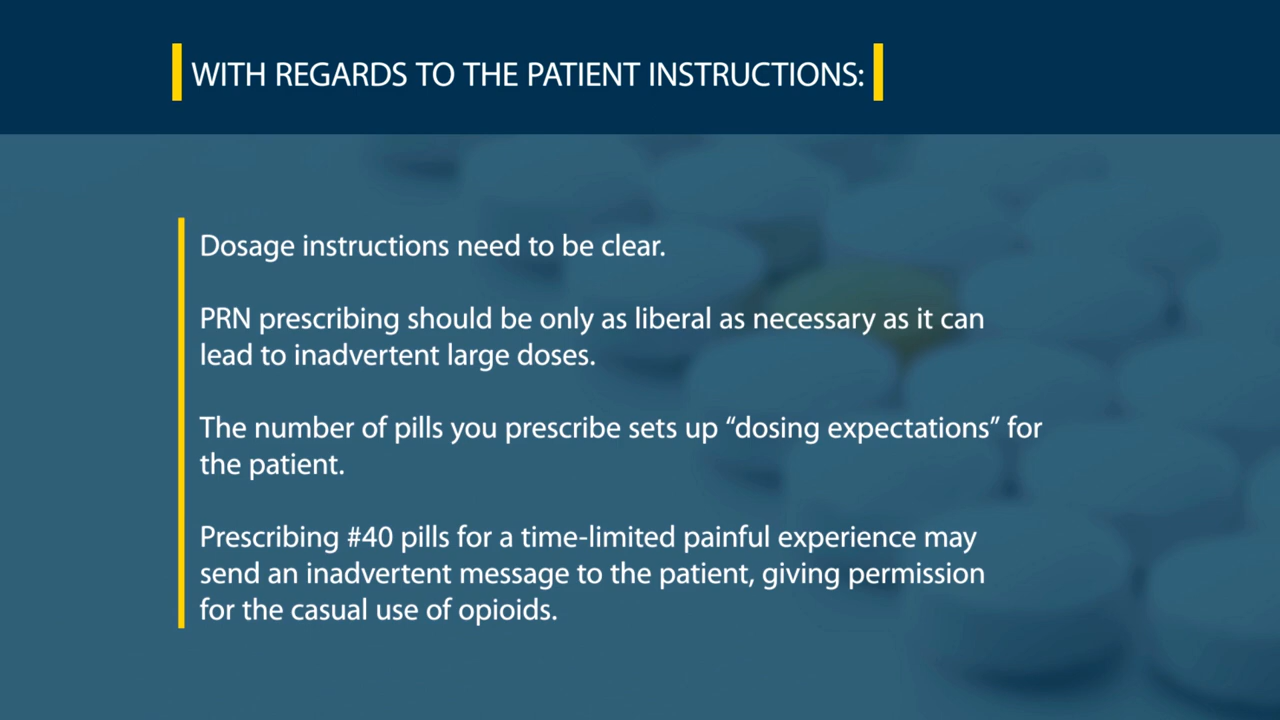 WITH REGARDS TO THE PATIENT INSTRUCTIONS:
Dosage instructions need to be clear.
PRN prescribing should be only as liberal as necessary as it can
lead to inadvertent large doses.
The number of pills you prescribe sets up “dosing expectations” for
the patient.
Prescribing #40 pills for a time-limited painful experience may
send an inadvertent message to the patient, giving permission
for the casual use of opioids.